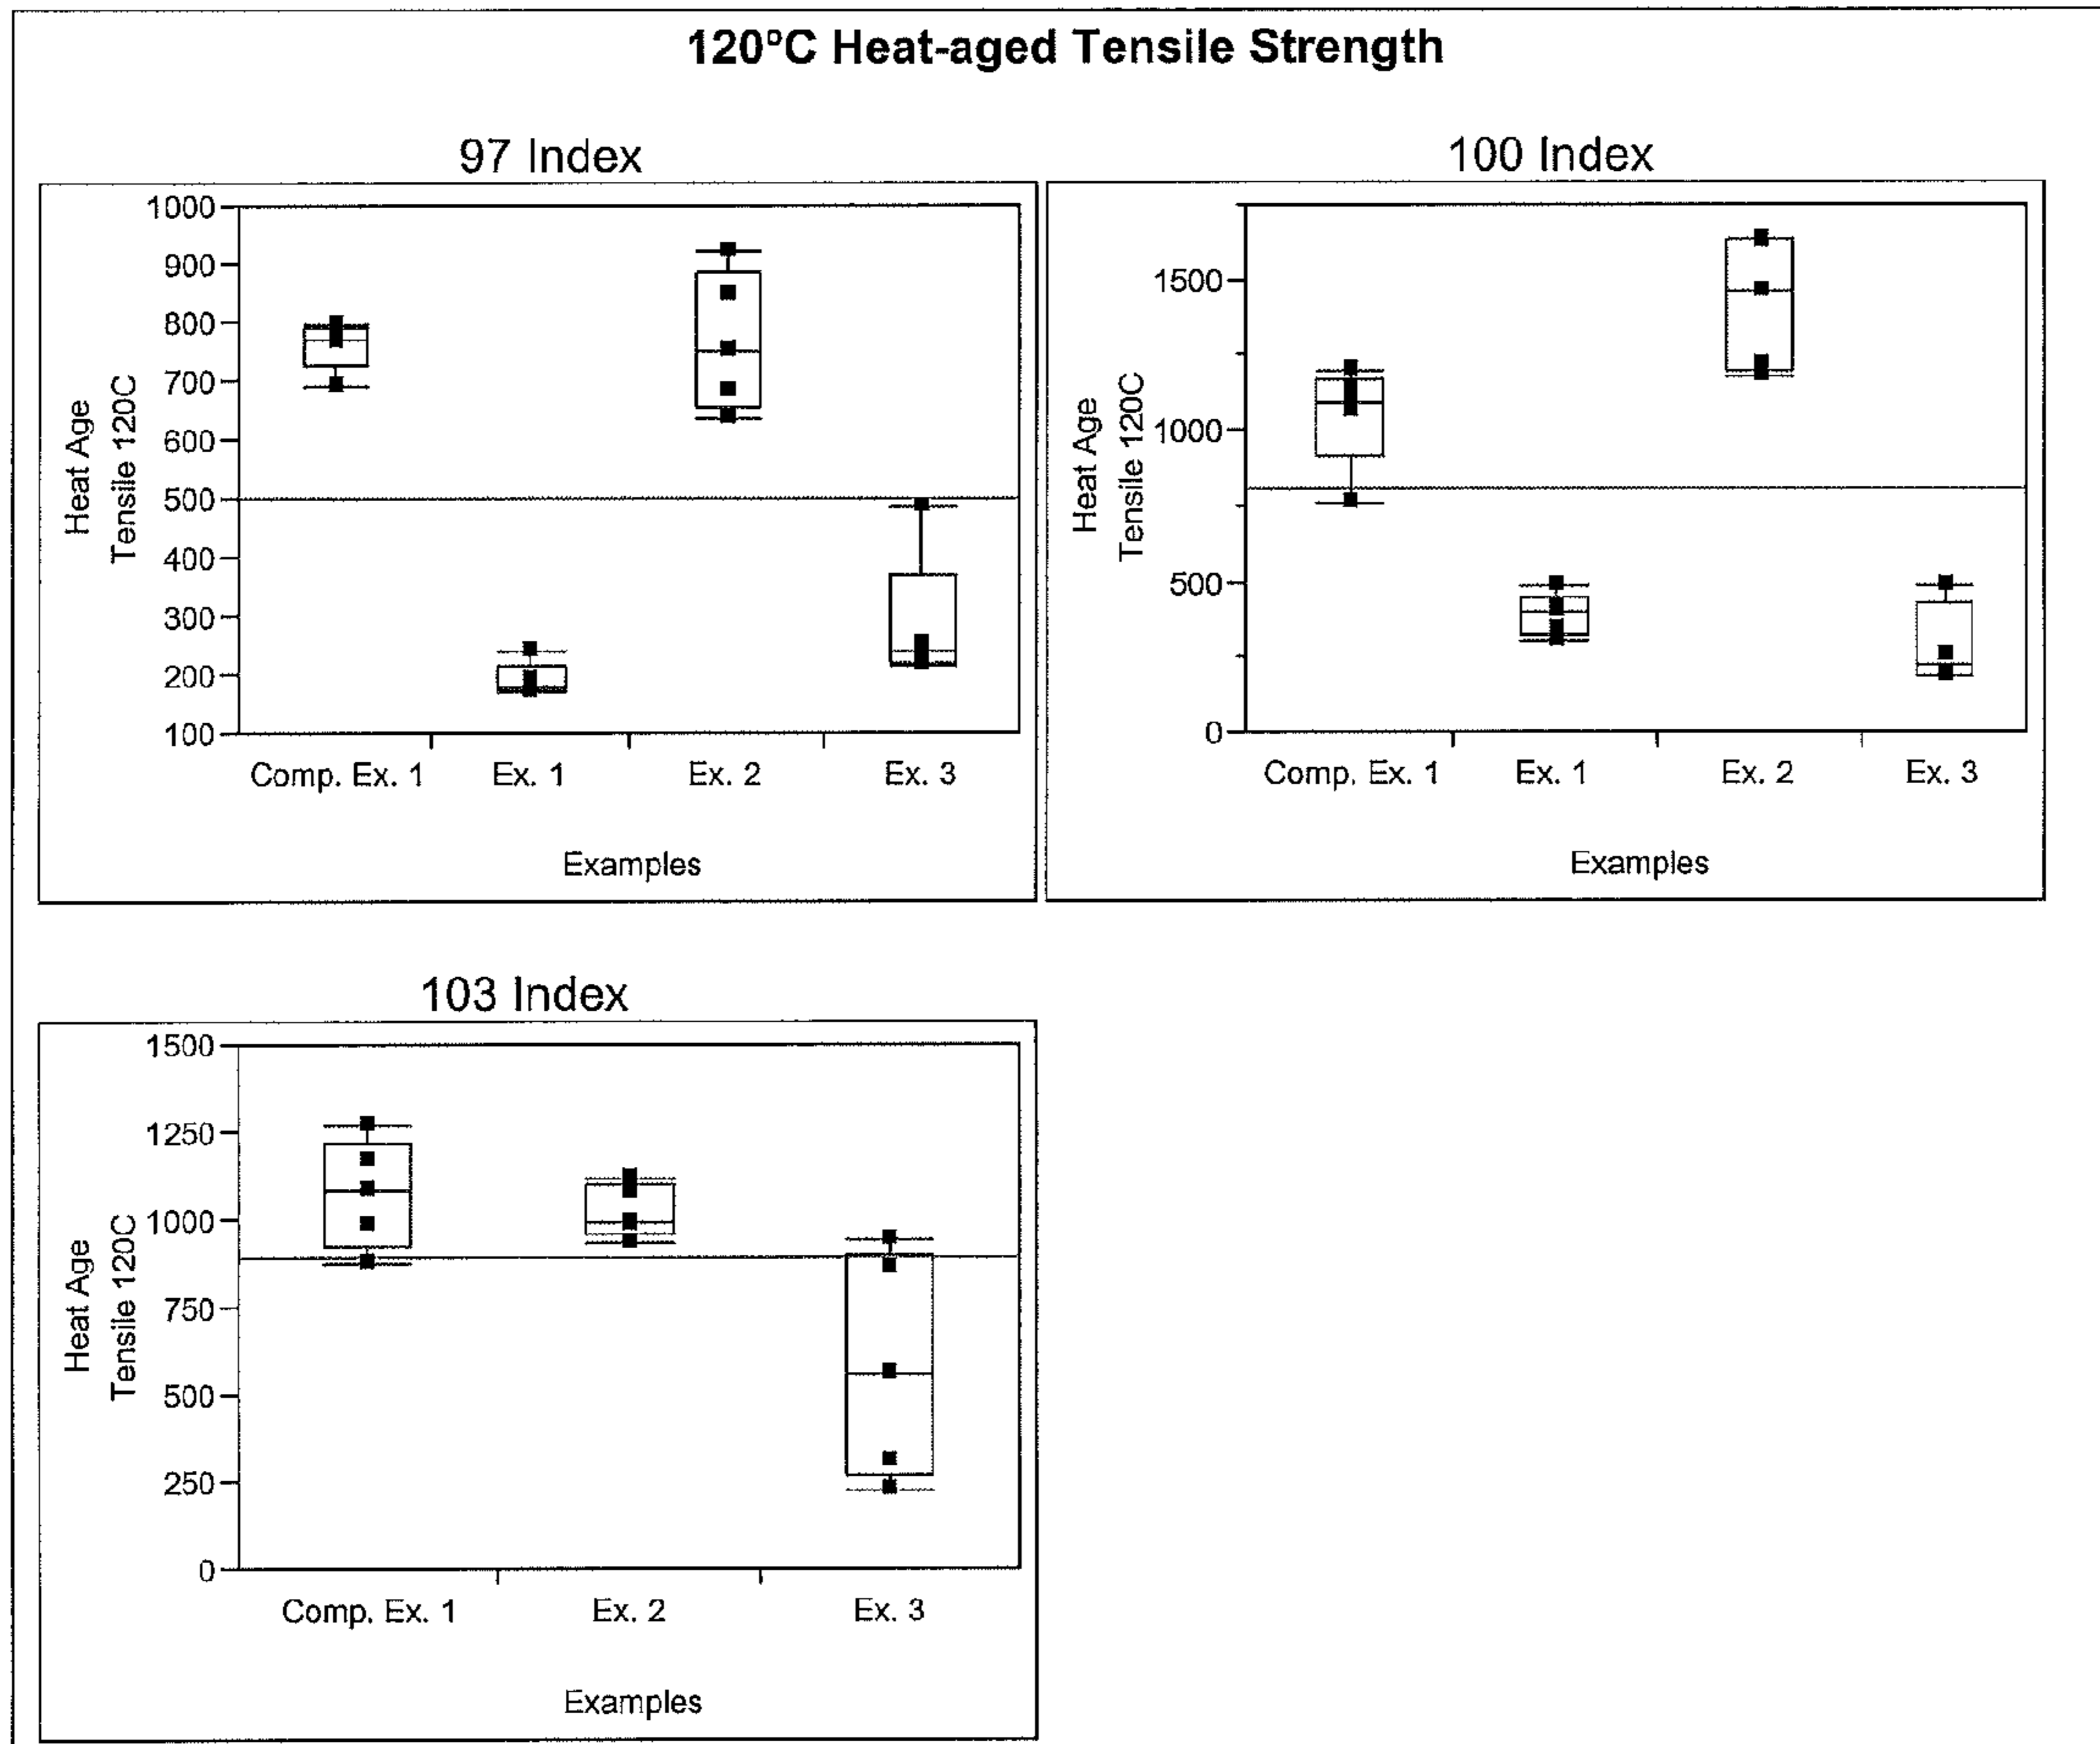 120°C Heat-aged Tensile Strength
97 Index
1000
900
800
700
600
500
400
300
200
100
Heat Age
Tensile 120C
Comp. Ex. 1 Ex. 1 Ex. 2 Ex. 3
Examples
100 Index
1500
1000
500
0
Heat Age
Tensile 120C
Comp. Ex. 1 Ex. 1 Ex. 2 Ex. 3
Examples
103 Index
1500
1250
1000
750
500
250
0
Heat Age
Tensile 120C
Comp. Ex. 1 Ex. 2 Ex. 3
Examples